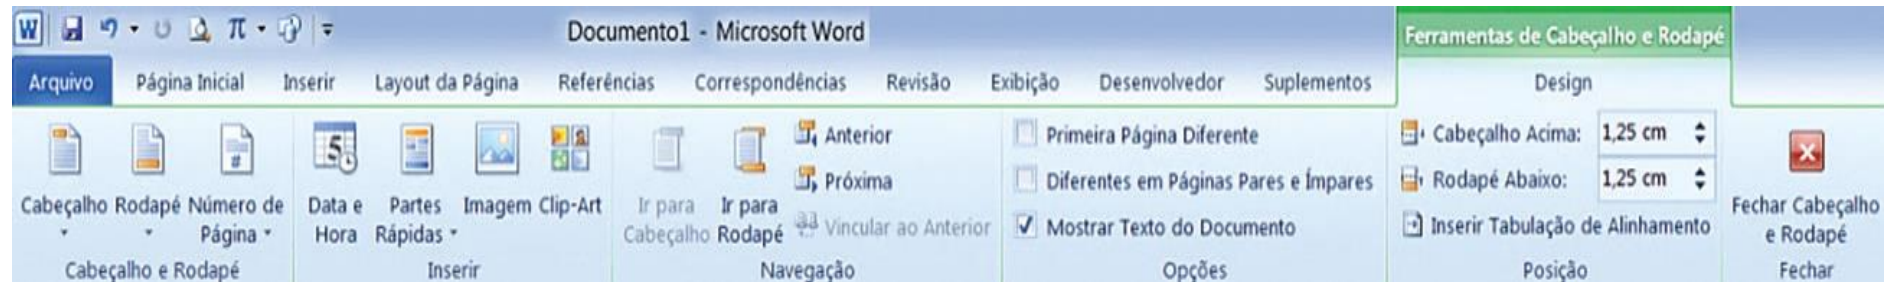 Documento1 - Microsoft Word
Ferramentas de Cabeçalho e Rodapé
Arquivo Página Inicial Inserir Layout da Página Referências Correspondências Revisão Exibição Desenvolvedor Suplementos Design
Cabeçalho
Rodapé
Número de
Página
Cabeçalho e Rodapé
Data e
Hora
Partes
Rápidas
Imagem
Clip-Art
Inserir
Ir para
Cabeçalho
Ir para
Rodapé
Anterior
Próxima
Vincular ao Anterior
Navegação
Primeira Página Diferente
Diferentes em Páginas Pares e Ímpares
Mostrar Texto do Documento
Opções
Cabeçalho Acima: 1,25 cm
Rodapé Abaixo: 1,25 cm
Inserir Tabulação de Alinhamento
Posição
Fechar Cabeçalho
e Rodapé
Fechar